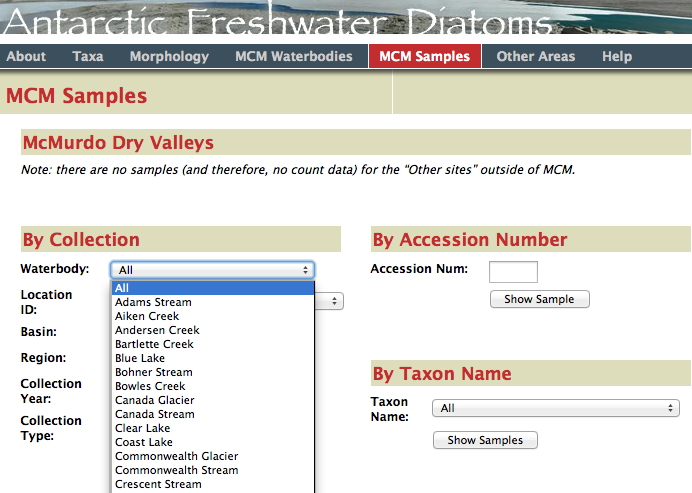 Antarctic Freshwater Diatoms
About Taxa Morphology MCM Waterbodies MCM Samples Other Areas Help
MCM Samples
McMurdo Dry Valleys
Note: there are no samples (and therefore, no count data) for the "Other sites" outside of MCM.
By Collection
Waterbody: All
All
Adams Stream
Aiken Creek
Andersen Creek
Bartlette Creek
Blue Lake
Bohner Stream
Bowles Creek
Canada Glacier
Canada Stream
Clear Lake
Coast Lake
Commonwealth Glacier
Commonwealth Stream
Crescent Stream
Location
ID:
Basin:
Region:
Collection
Year:
Collection
Type:
By Accession Number
Accession Num:
Show Sample
By Taxon Name
Taxon
Name: All
Show Samples